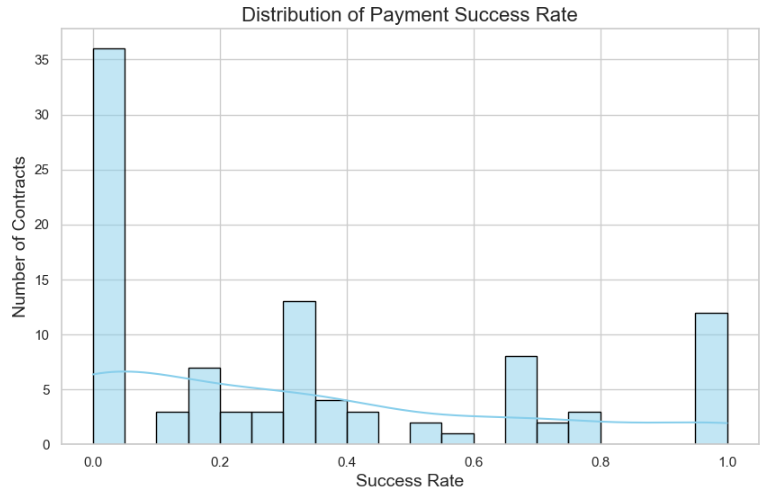 Distribution of Payment Success Rate
Number of Contracts
35
30
25
20
15
10
5
0
0.0 0.2 0.4 0.6 0.8 1.0
Success Rate